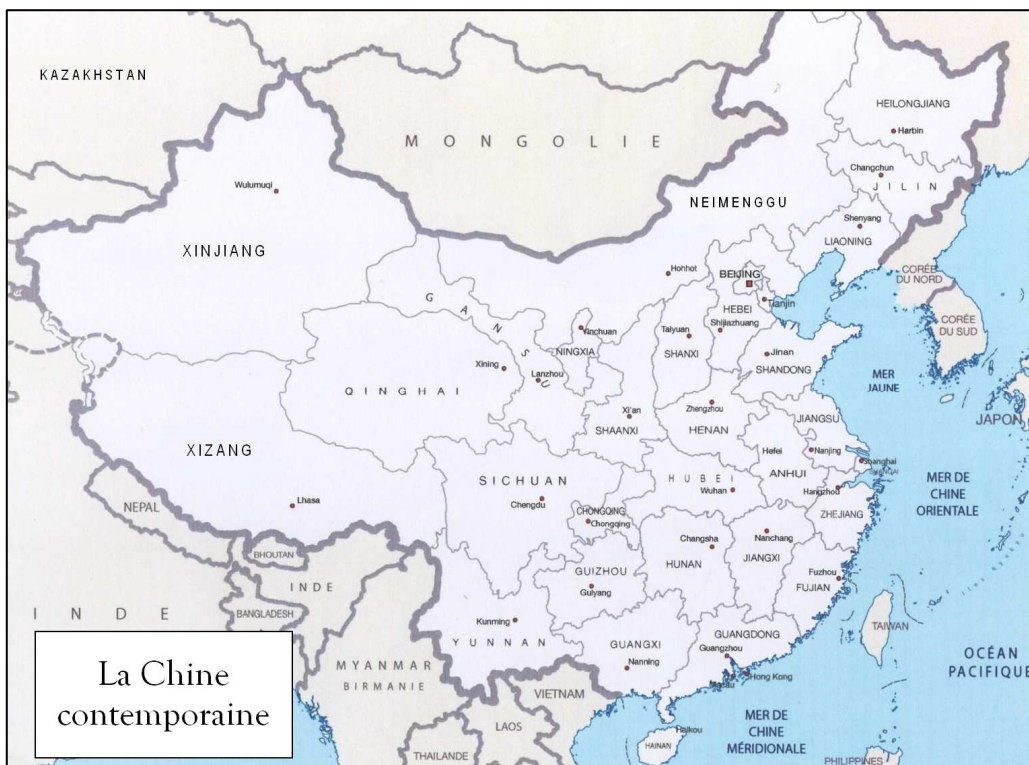 KAZAKHSTAN
MONGOLIE
HEILONGJIANG
Harbin
Changchun
JILIN
Wulumuqi
NEIMENGGU
Shenyang
LIAONING
XINJIANG
Hohhot
BEIJING
CORÉE
DU NORD
Tianjin
HEBEI
GANSU
Yinchuan
Taiyuan
Shijiazhuang
CORÉE
DU SUD
NINGXIA
SHANXI
Jinan
SHANDONG
MER
JAUNE
Xining
Lanzhou
QINGHAI
Zhengzhou
Xi'an
SHAANXI
HENAN
JIANGSU
JAPON
XIZANG
Hefei
Nanjing
Shanghai
ANHUI
SICHUAN
HUBEI
Wuhan
Hangzhou
MER DE
CHINE
ORIENTALE
Lhasa
Chengdu
CHONGQING
Chongqing
ZHEJIANG
NEPAL
BHOUTAN
Changsha
Nanchang
HUNAN
JIANGXI
GUIZHOU
Guiyang
Fuzhou
FUJIAN
INDE
INDE
BANGLADESH
Kunming
YUNNAN
GUANGXI
Nanning
GUANGDONG
Guangzhou
TAIWAN
Hong Kong
OCÉAN
PACIFIQUE
MYANMAR
BIRMANIE
VIETNAM
LAOS
THAILANDE
Haikou
HAINAN
MER DE
CHINE
MÉRIDIONALE
PHILIPPINES
La Chine
contemporaine